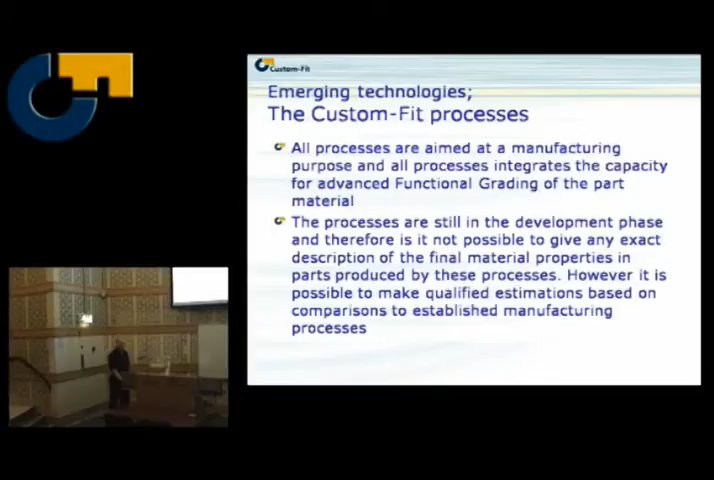 Custom-Fit
Emerging technologies;
The Custom-Fit processes
All processes are aimed at a manufacturing
purpose and all processes integrates the capacity
for advanced Functional Grading of the part
material
The processes are still in the development phase
and therefore is it not possible to give any exact
description of the final material properties in
parts produced by these processes. However it is
possible to make qualified estimations based on
comparisons to established manufacturing
processes